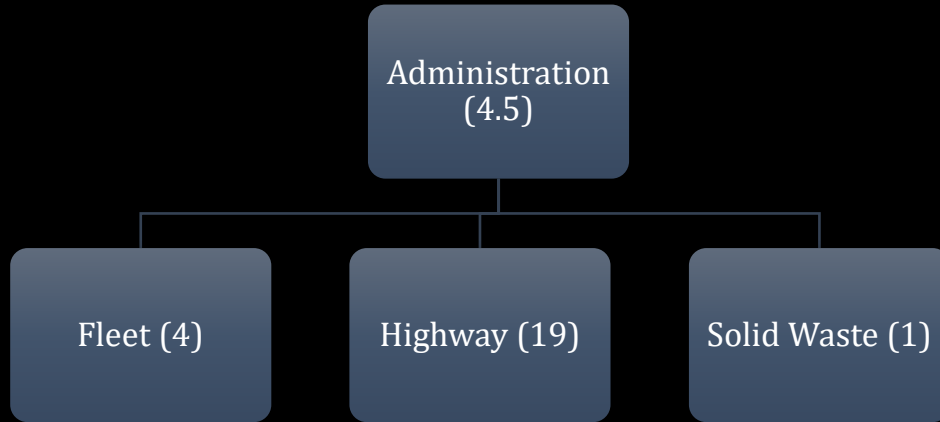 Administration
(4.5)
Fleet (4)
Highway (19)
Solid Waste (1)